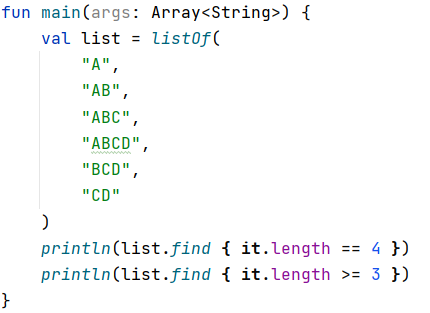 fun main(args: Array<String>) {
    val list = listOf(
        "A",
        "AB",
        "ABC",
        "ABCD",
        "BCD",
        "CD"
    )
    println(list.find { it.length == 4 })
    println(list.find { it.length >= 3 })
}